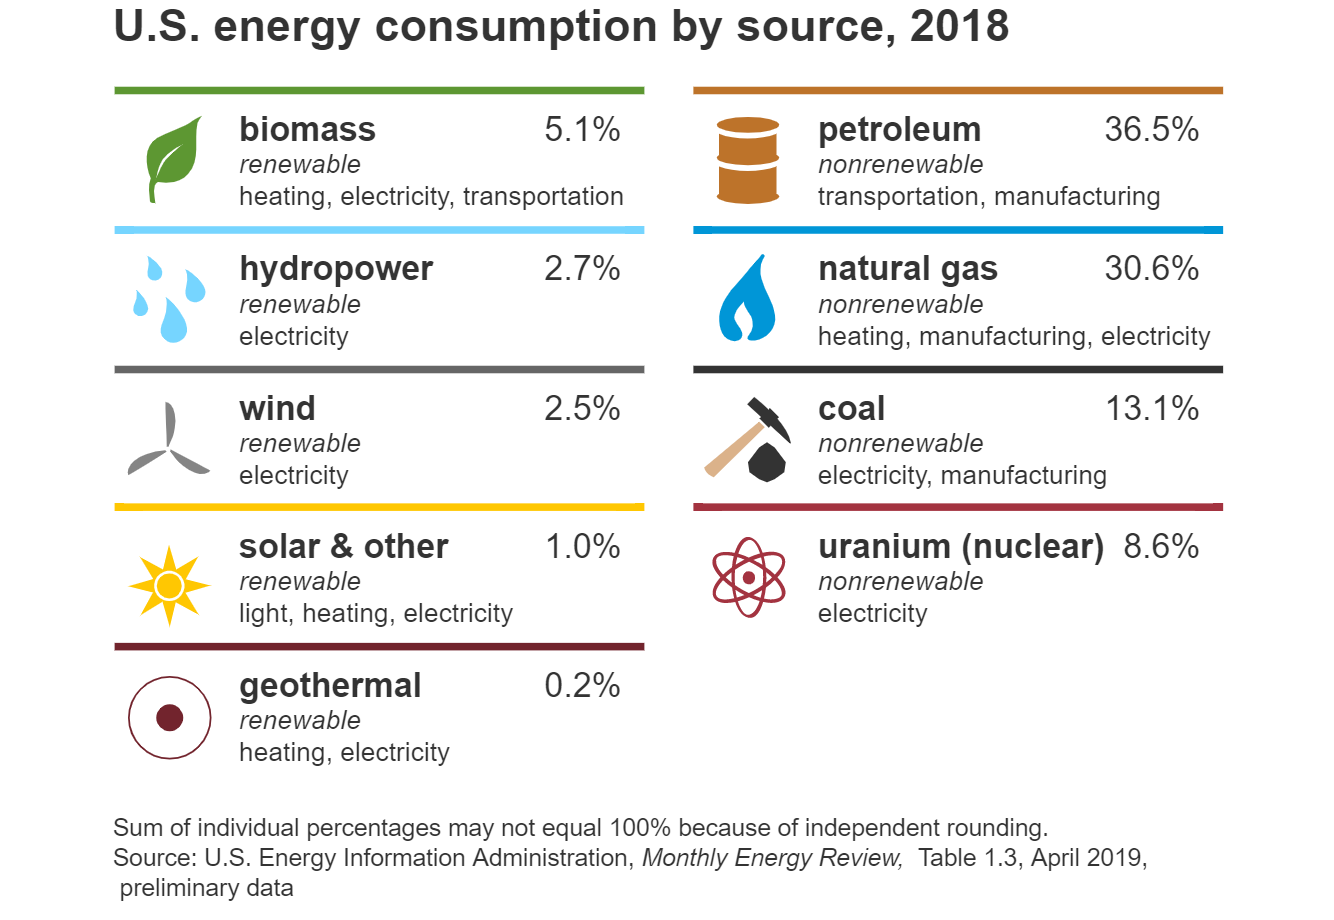 U.S. energy consumption by source, 2018
biomass 5.1%
renewable
heating, electricity, transportation
hydropower 2.7%
renewable
electricity
wind 2.5%
renewable
electricity
solar & other 1.0%
renewable
light, heating, electricity
geothermal 0.2%
renewable
heating, electricity
petroleum 36.5%
nonrenewable
transportation, manufacturing
natural gas 30.6%
nonrenewable
heating, manufacturing, electricity
coal 13.1%
nonrenewable
electricity, manufacturing
uranium (nuclear) 8.6%
nonrenewable
electricity
Sum of individual percentages may not equal 100% because of independent rounding.
Source: U.S. Energy Information Administration, Monthly Energy Review, Table 1.3, April 2019,
preliminary data